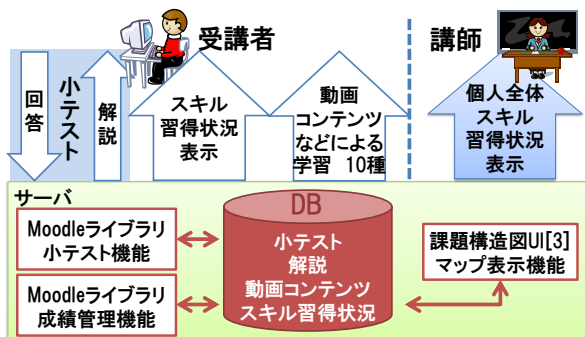 受講者
講師
回答
小テスト
解説
スキル
習得状況
表示
動画
コンテンツ
などによる
学習 10種
個人全体
スキル
習得状況
表示
サーバ
Moodleライブラリ
小テスト機能
Moodleライブラリ
成績管理機能
DB
小テスト
解説
動画コンテンツ
スキル習得状況
課題構造図UI[3]
マップ表示機能